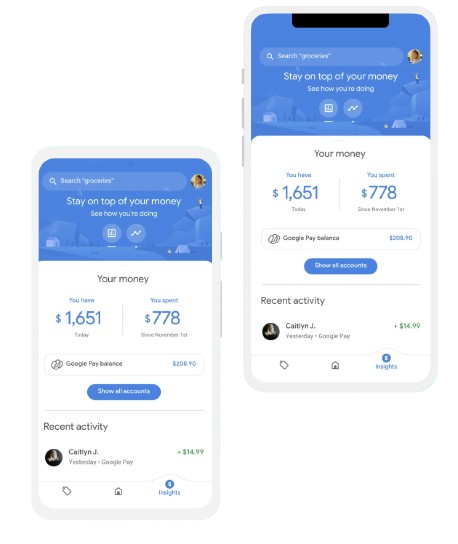 Search "groceries"
Stay on top of your money
See how you're doing
Your money
You have
$ 1,651
Today
You spent
$ 778
Since November 1st
Google Pay balance
$208.90
Show all accounts
Recent activity
Caitlyn J.
+ $14.99
Yesterday • Google Pay
$
Insights
Search "groceries"
Stay on top of your money
See how you're doing
Your money
You have
$ 1,651
Today
You spent
$ 778
Since November 1st
Google Pay balance
$208.90
Show all accounts
Recent activity
Caitlyn J.
+ $14.99
Yesterday • Google Pay
$
Insights